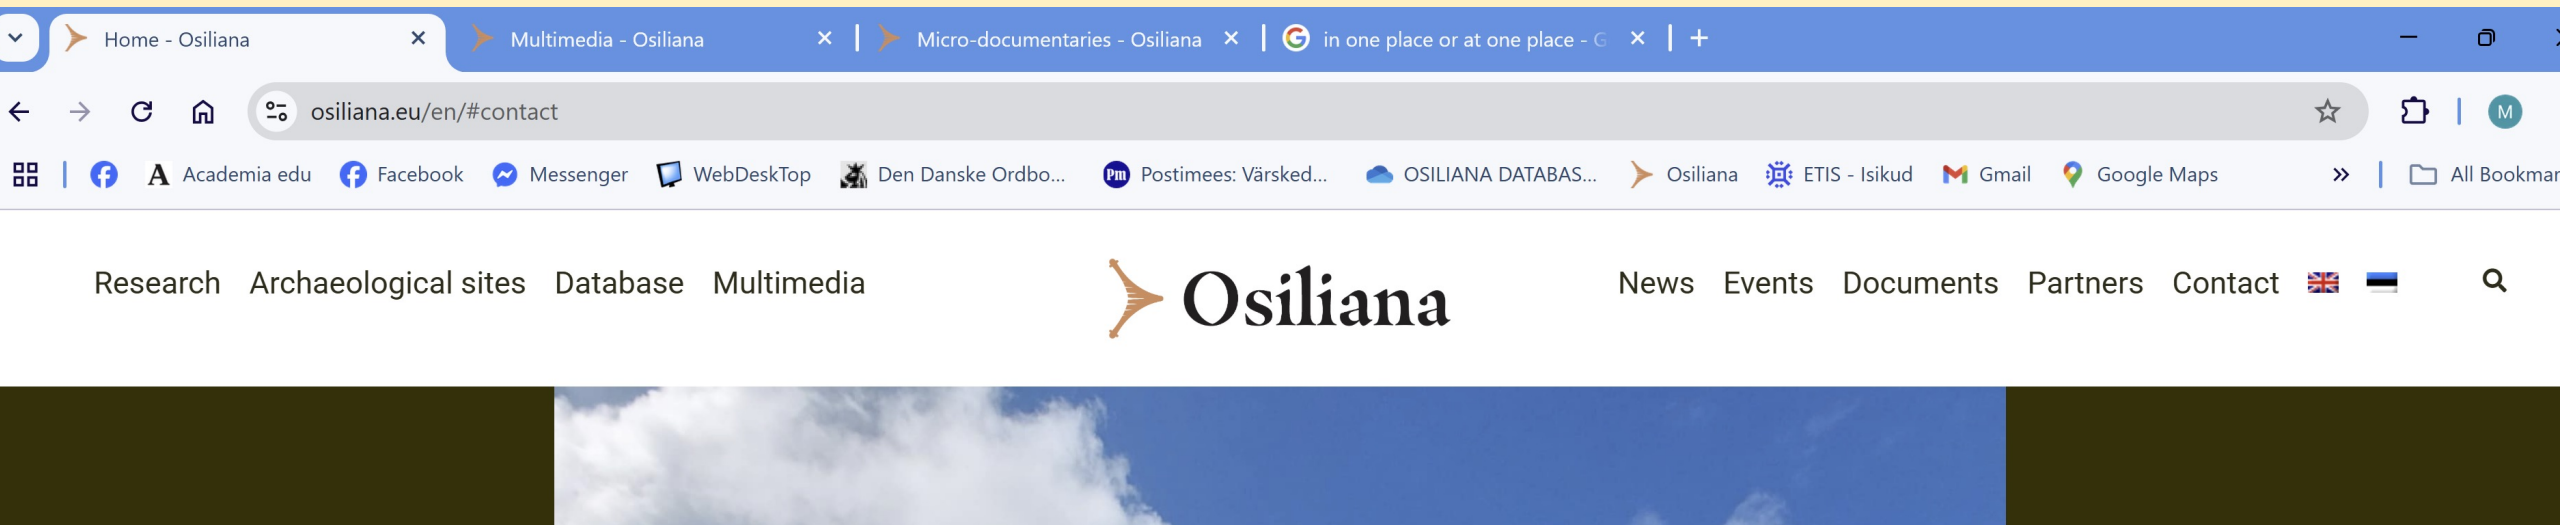 Home - Osiliana
Multimedia - Osiliana
Micro-documentaries - Osiliana
in one place or at one place - G
osiliana.eu/en/#contact
M
A Academia edu
Facebook
Messenger
WebDeskTop
Den Danske Ordbo...
Pm Postimees: Värsked...
OSILIANA DATABAS...
Osiliana
ETIS - Isikud
Gmail
Google Maps
All Bookmar
Research
Archaeological sites
Database
Multimedia
Osiliana
News
Events
Documents
Partners
Contact